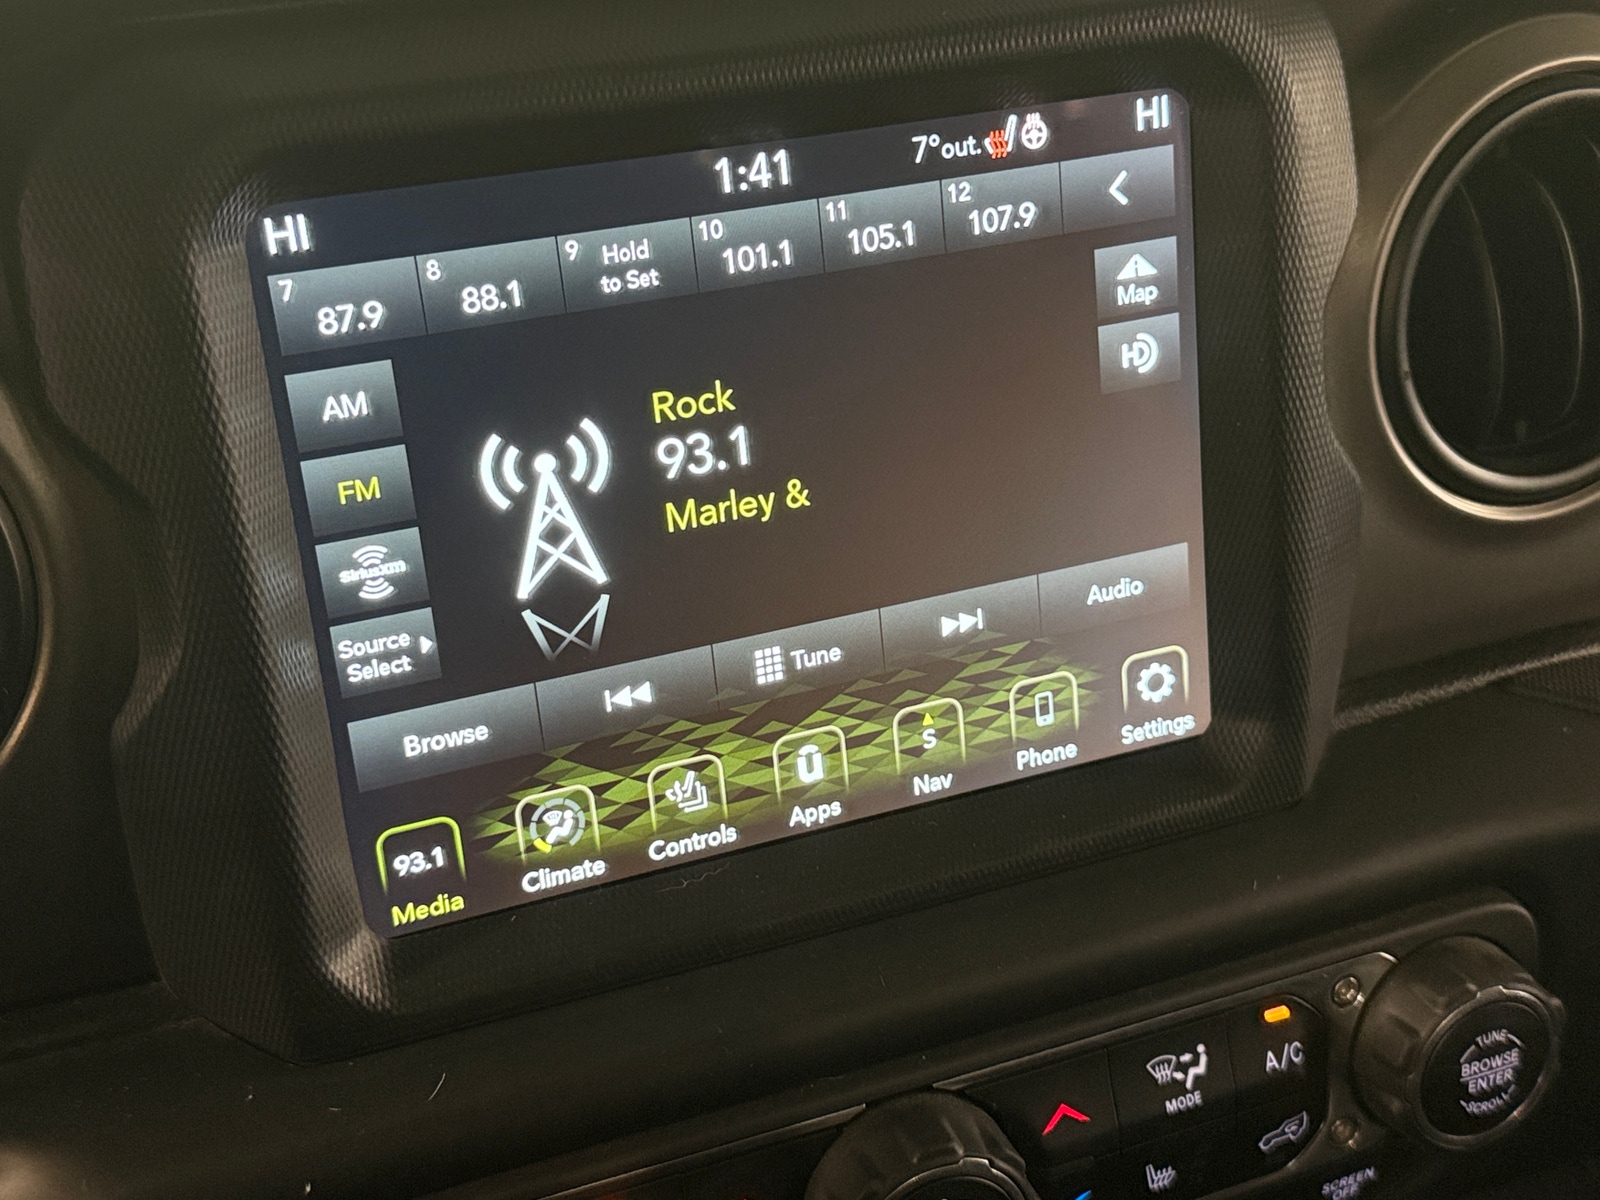 HI
1:41
7°out.
HI
7
87.9
8
88.1
9
Hold
to Set
10
101.1
11
105.1
12
107.9
AM
FM
SiriusXM
Source
Select
Rock
93.1
Marley &
Map
HD
Browse
Tune
Audio
93.1
Media
Climate
Controls
u
Apps
S
Nav
Phone
Settings
MODE
A/C
TUNE
BROWSE
ENTER
SCROLL
SCREEN
OFF